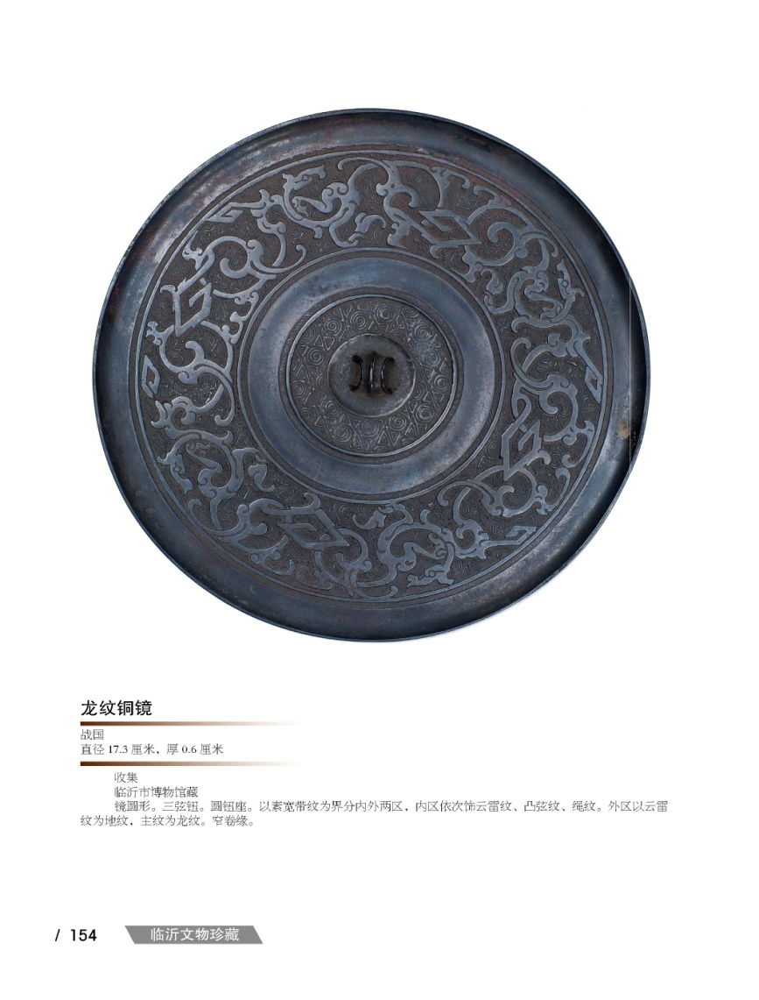 龙纹铜镜
战国
直径 17.3 厘米，厚 0.6 厘米
收集
临沂市博物馆藏
镜圆形。三弦钮。圆钮座。以素宽带纹为界分内外两区，内区依次饰云雷纹、凸弦纹、绳纹。外区以云雷
纹为地纹，主纹为龙纹。窄卷缘。
/ 154 临沂文物珍藏